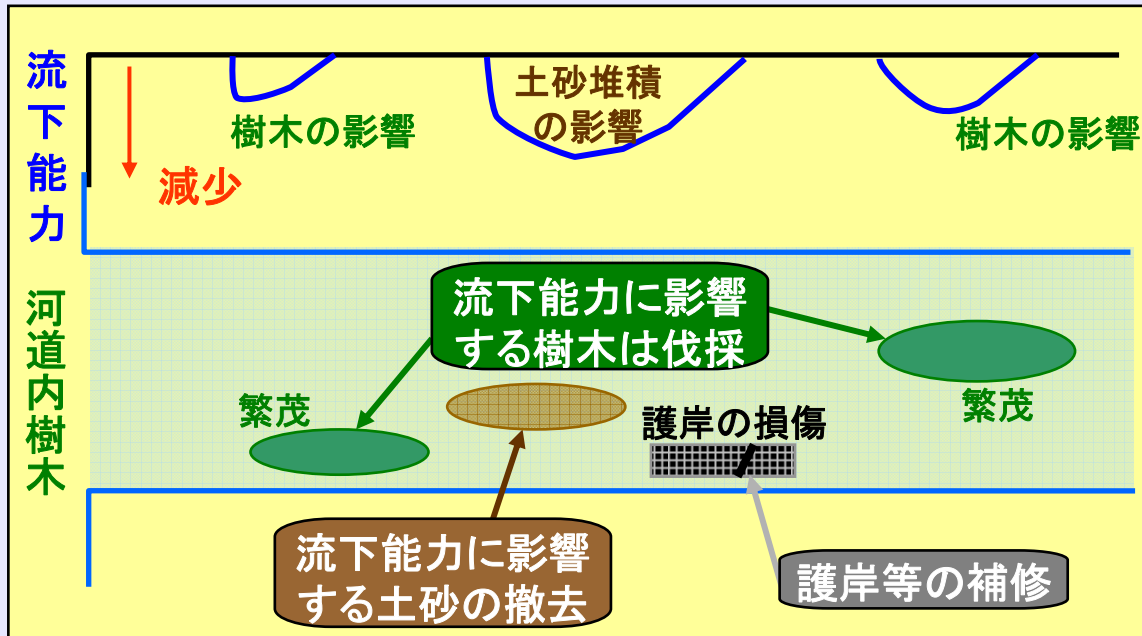 流下能力
土砂堆積
の影響
樹木の影響
樹木の影響
減少
河道内樹木
流下能力に影響
する樹木は伐採
繁茂
繁茂
護岸の損傷
流下能力に影響
する土砂の撤去
護岸等の補修